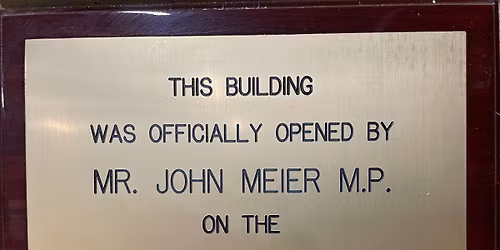 THIS BUILDING
WAS OFFICIALLY OPENED BY
MR. JOHN MEIER M.P.
ON THE